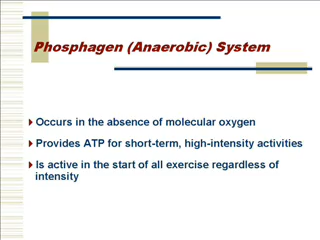 Phosphagen (Anaerobic) System
Occurs in the absence of molecular oxygen
Provides ATP for short-term, high-intensity activities
Is active in the start of all exercise regardless of
intensity